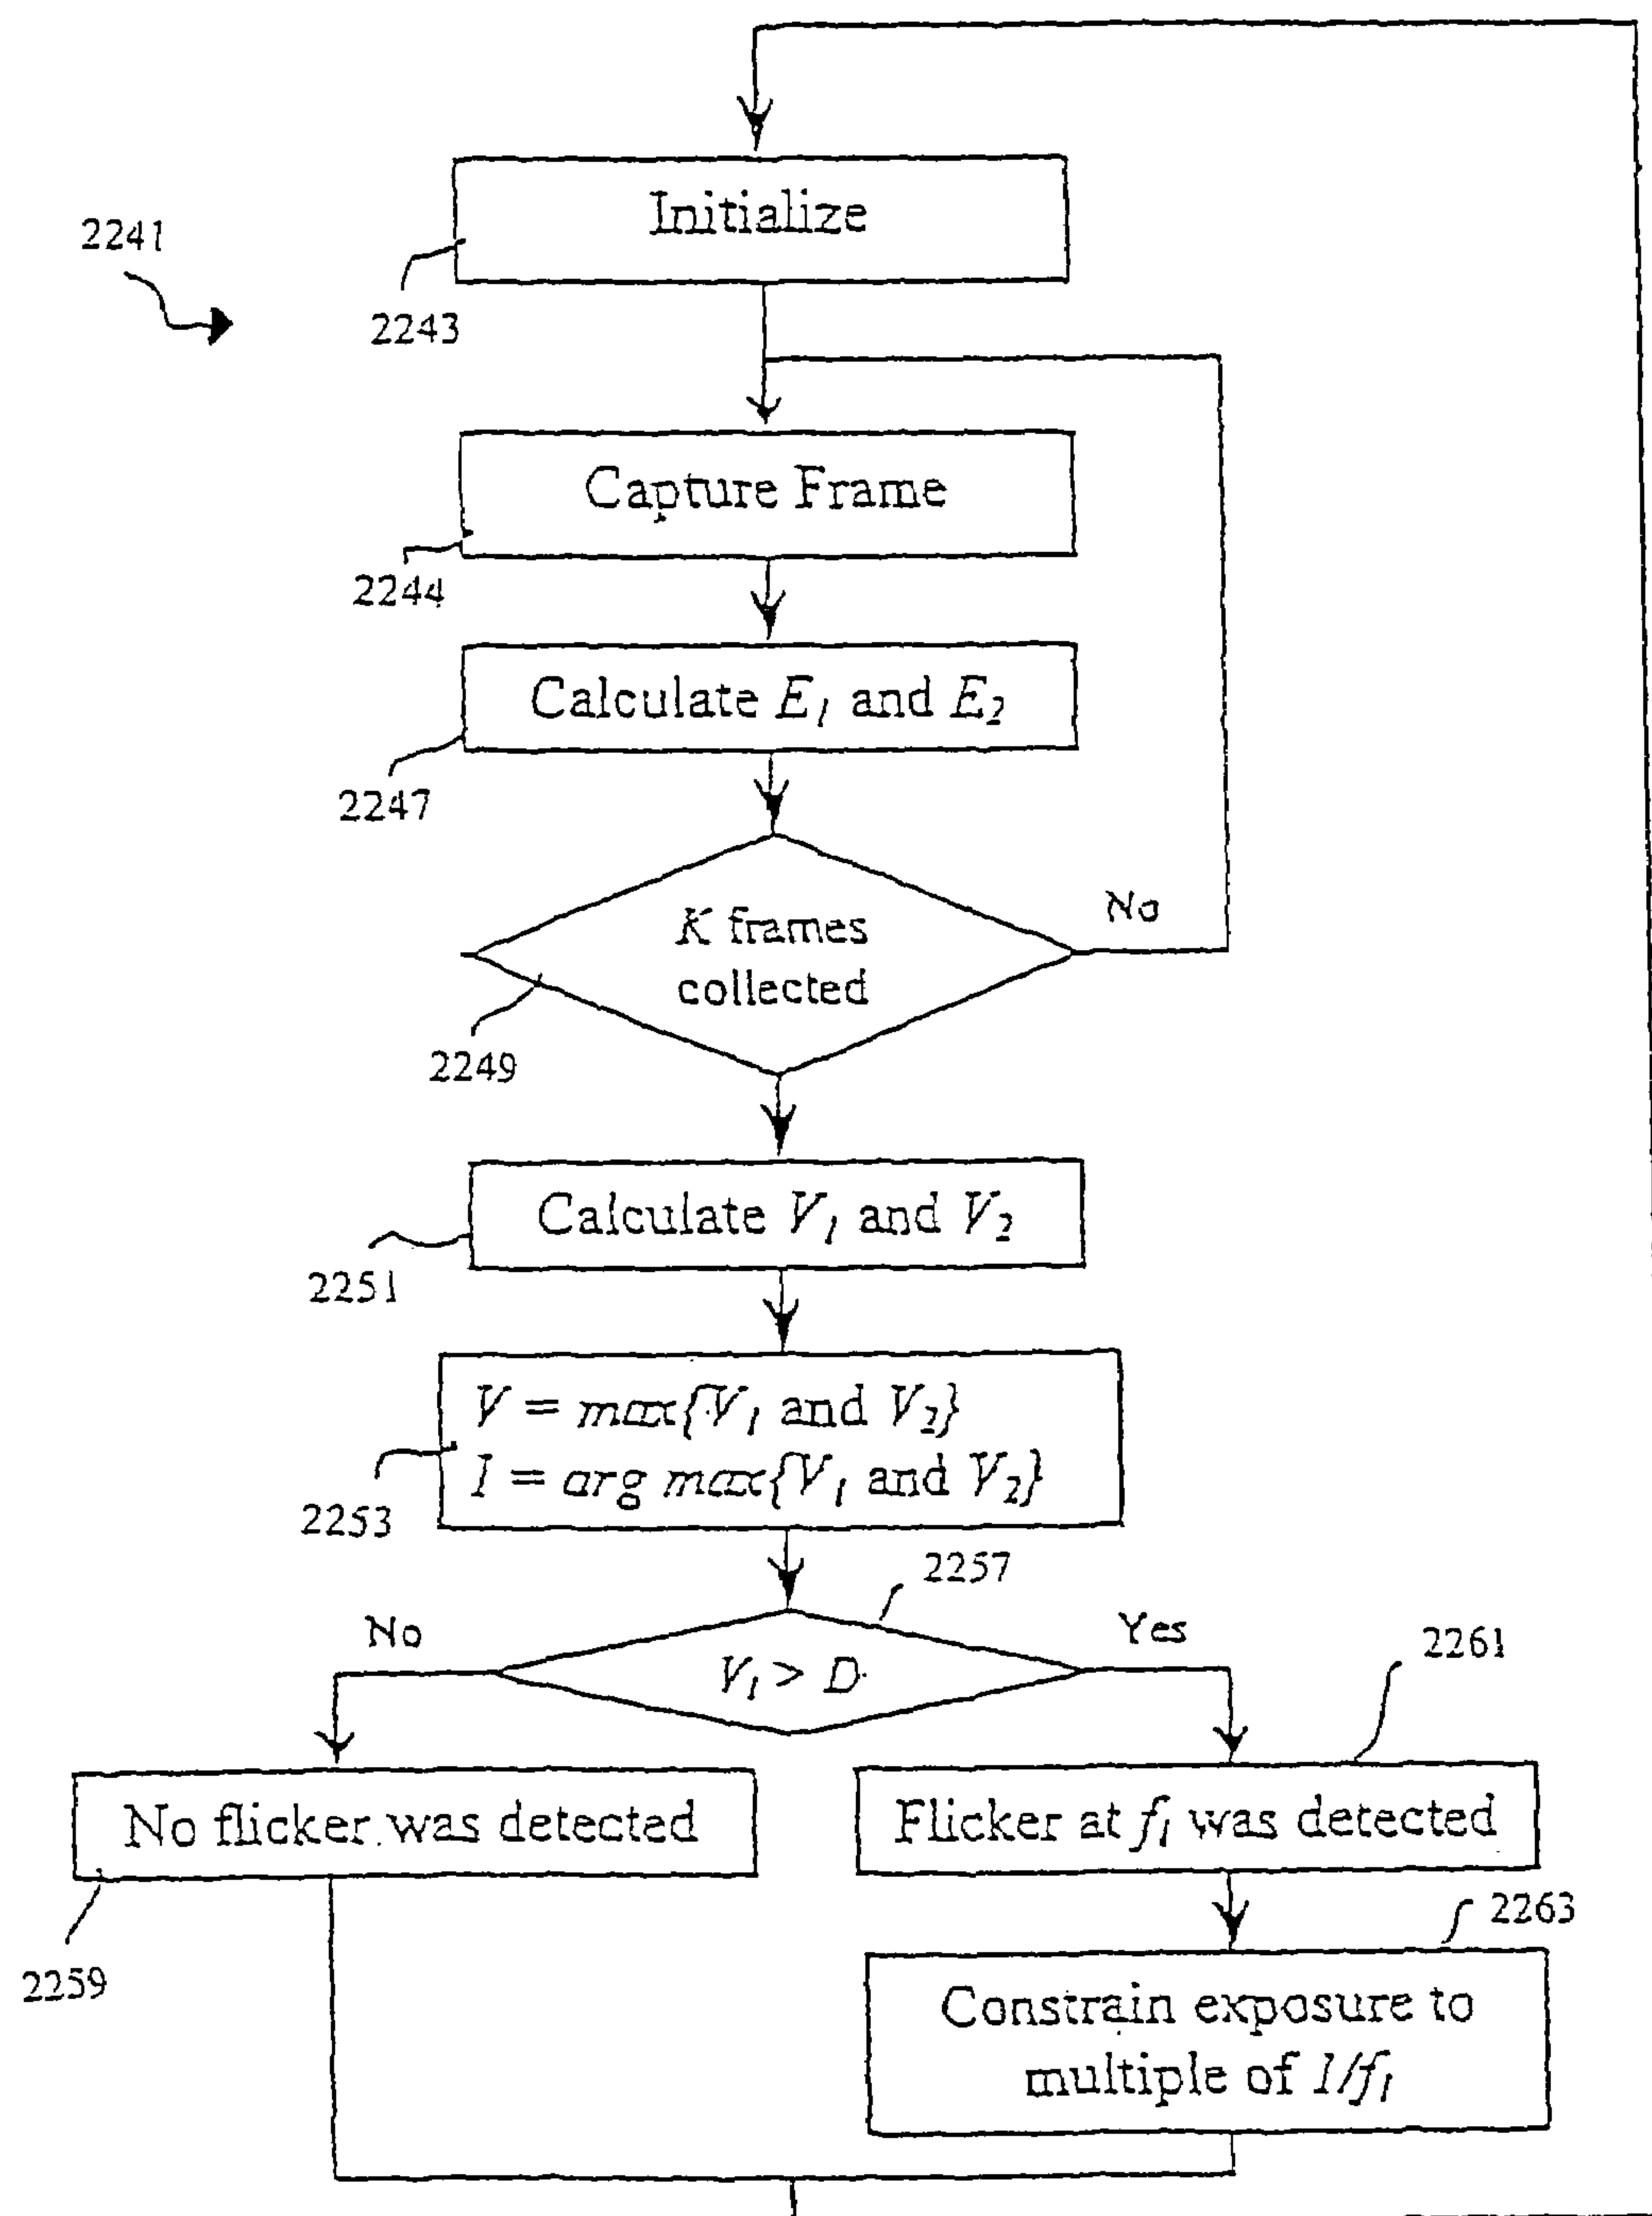 2241
Initialize
2243
Capture Frame
2244
Calculate E₁ and E₂
2247
K frames
collected
No
2249
Calculate V₁ and V₂
2251
V = max{V₁ and V₂}
I = arg max{V₁ and V₂}
2253
2257
No
V₁ > D
Yes
2261
No flicker was detected
Flicker at f₁ was detected
2259
2263
Constrain exposure to
multiple of 1/f₁